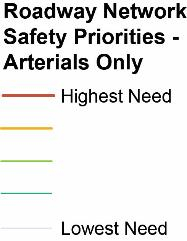 Roadway Network
Safety Priorities -
Arterials Only
Highest Need
Lowest Need